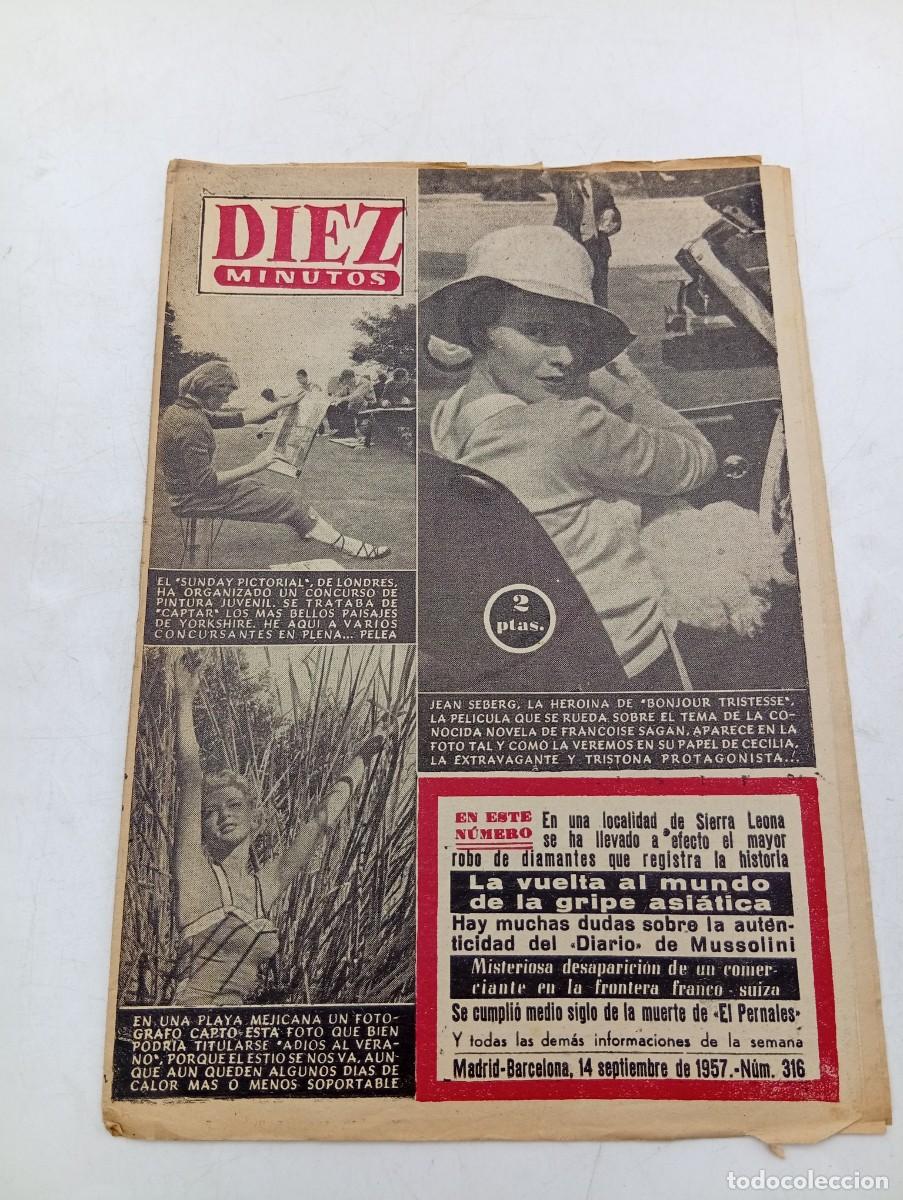 DIEZ
MINUTOS
EL "SUNDAY PICTORIAL", DE LONDRES,
HA ORGANIZADO UN CONCURSO DE
PINTURA JUVENIL. SE TRATABA DE
"CAPTAR" LOS MAS BELLOS PAISAJES
DE YORKSHIRE. HE AQUI A VARIOS
CONCURSANTES EN PLENA... PELEA
2
ptas.
JEAN SEBERG, LA HEROINA DE "BONJOUR TRISTESSE",
LA PELICULA QUE SE RUEDA SOBRE EL TEMA DE LA CO-
NOCIDA NOVELA DE FRANCOISE SAGAN, APARECE EN LA
FOTO TAL Y COMO LA VEREMOS EN SU PAPEL DE CECILIA,
LA EXTRAVAGANTE Y TRISTONA PROTAGONISTA...
EN UNA PLAYA MEJICANA UN FOTO-
GRAFO CAPTO ESTA FOTO QUE BIEN
PODRIA TITULARSE "ADIOS AL VERA-
NO", PORQUE EL ESTIO SE NOS VA, AUN-
QUE AUN QUEDEN ALGUNOS DIAS DE
CALOR MAS O MENOS SOPORTABLE
EN ESTE
NÚMERO
En una localidad de Sierra Leona
se ha llevado a efecto el mayor
robo de diamantes que registra la historia
La vuelta al mundo
de la gripe asiática
Hay muchas dudas sobre la auten-
ticidad del «Diario» de Mussolini
Misteriosa desaparición de un comer-
ciante en la frontera franco-suiza
Se cumplió medio siglo de la muerte de «El Pernales»
Y todas las demás informaciones de la semana
Madrid-Barcelona, 14 septiembre de 1957.-Núm. 316
todocoleccion